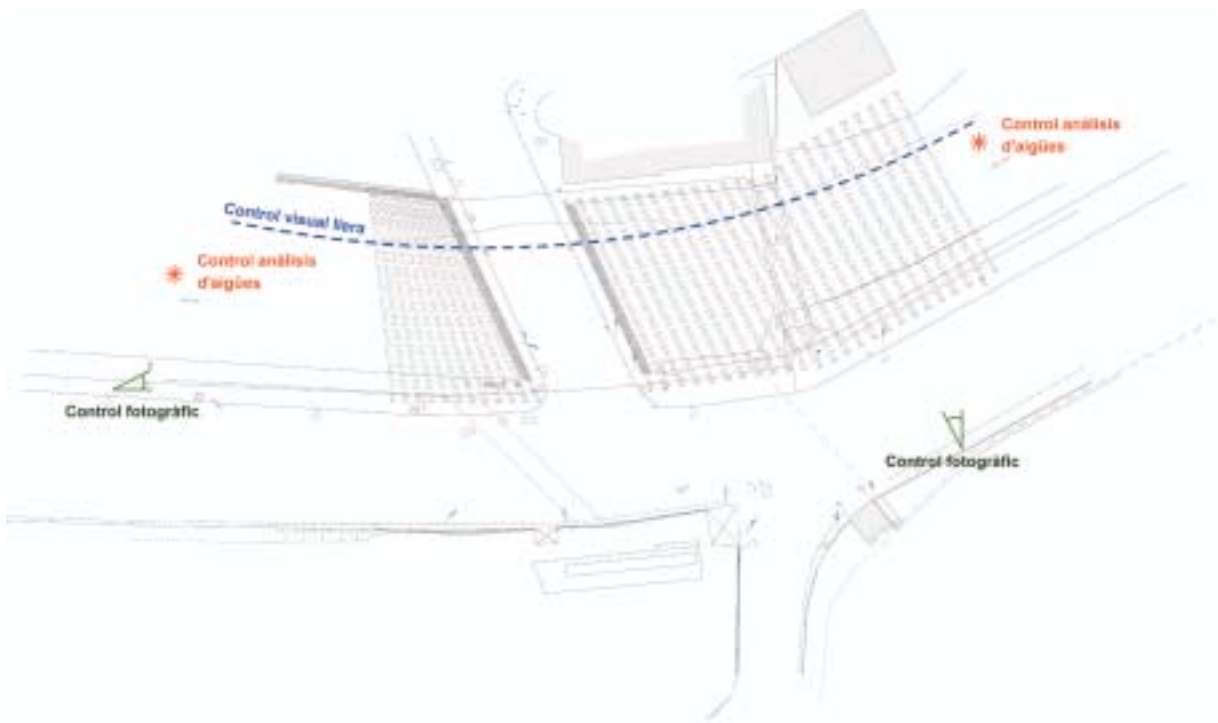 Control anàlisis
d'aigües
Control visual llera
Control anàlisis
d'aigües
Control fotogràfic
Control fotogràfic